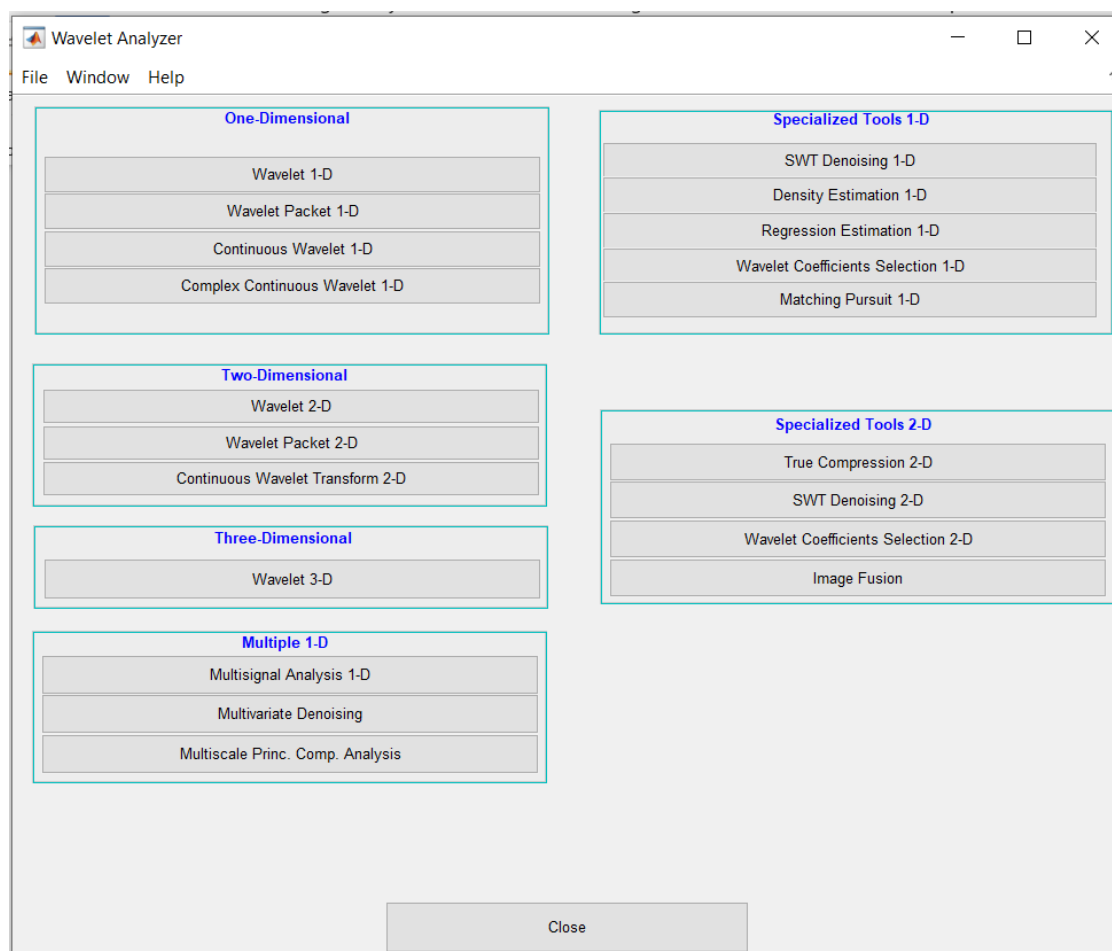 Wavelet Analyzer
File Window Help
One-Dimensional
Wavelet 1-D
Wavelet Packet 1-D
Continuous Wavelet 1-D
Complex Continuous Wavelet 1-D
Two-Dimensional
Wavelet 2-D
Wavelet Packet 2-D
Continuous Wavelet Transform 2-D
Three-Dimensional
Wavelet 3-D
Multiple 1-D
Multisignal Analysis 1-D
Multivariate Denoising
Multiscale Princ. Comp. Analysis
Specialized Tools 1-D
SWT Denoising 1-D
Density Estimation 1-D
Regression Estimation 1-D
Wavelet Coefficients Selection 1-D
Matching Pursuit 1-D
Specialized Tools 2-D
True Compression 2-D
SWT Denoising 2-D
Wavelet Coefficients Selection 2-D
Image Fusion
Close